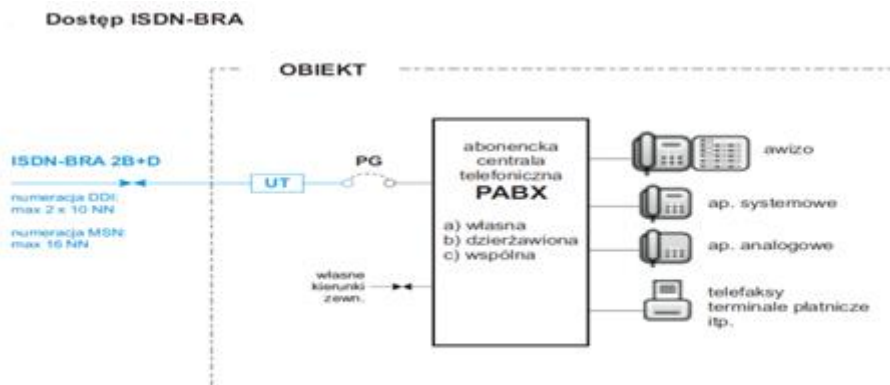 Dostęp ISDN-BRA
OBIEKT
ISDN-BRA 2B+D
numeracja DDI:
max 2 x 10 NN
numeracja MSN:
max 16 NN
UT
PG
abonencka
centrala
telefoniczna
PABX
a) własna
b) dzierżawiona
c) wspólna
własne
kierunki
zewn.
awizo
ap. systemowe
ap. analogowe
telefaksy
terminale płatnicze
itp.